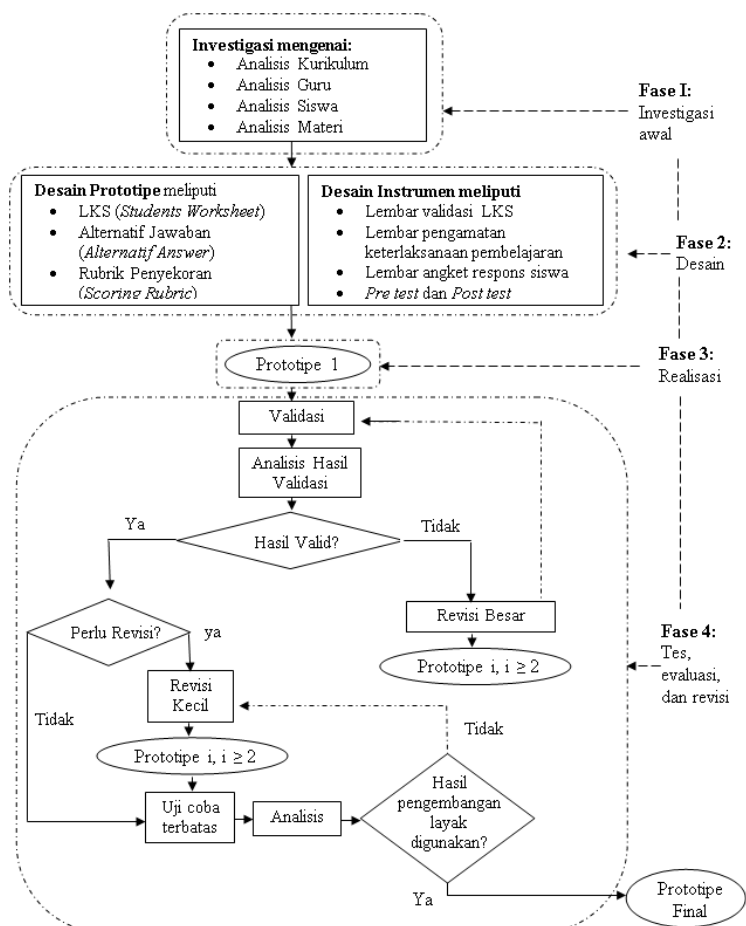 Investigasi mengenai:
• Analisis Kurikulum
• Analisis Guru
• Analisis Siswa
• Analisis Materi
Fase I:
Investigasi
awal
Desain Prototipe meliputi
• LKS (Students Worksheet)
• Alternatif Jawaban
(Alternatif Answer)
• Rubrik Penyekoran
(Scoring Rubric)
Desain Instrumen meliputi
• Lembar validasi LKS
• Lembar pengamatan
keterlaksanaan pembelajaran
• Lembar angket respons siswa
• Pre test dan Post test
Fase 2:
Desain
Prototipe 1
Fase 3:
Realisasi
Validasi
Analisis Hasil
Validasi
Ya
Hasil Valid?
Tidak
Perlu Revisi?
ya
Revisi Besar
Prototipe i, i ≥ 2
Fase 4:
Tes,
evaluasi,
dan revisi
Revisi
Kecil
Tidak
Tidak
Prototipe i, i ≥ 2
Uji coba
terbatas
Analisis
Hasil
pengembangan
layak
digunakan?
Ya
Prototipe
Final